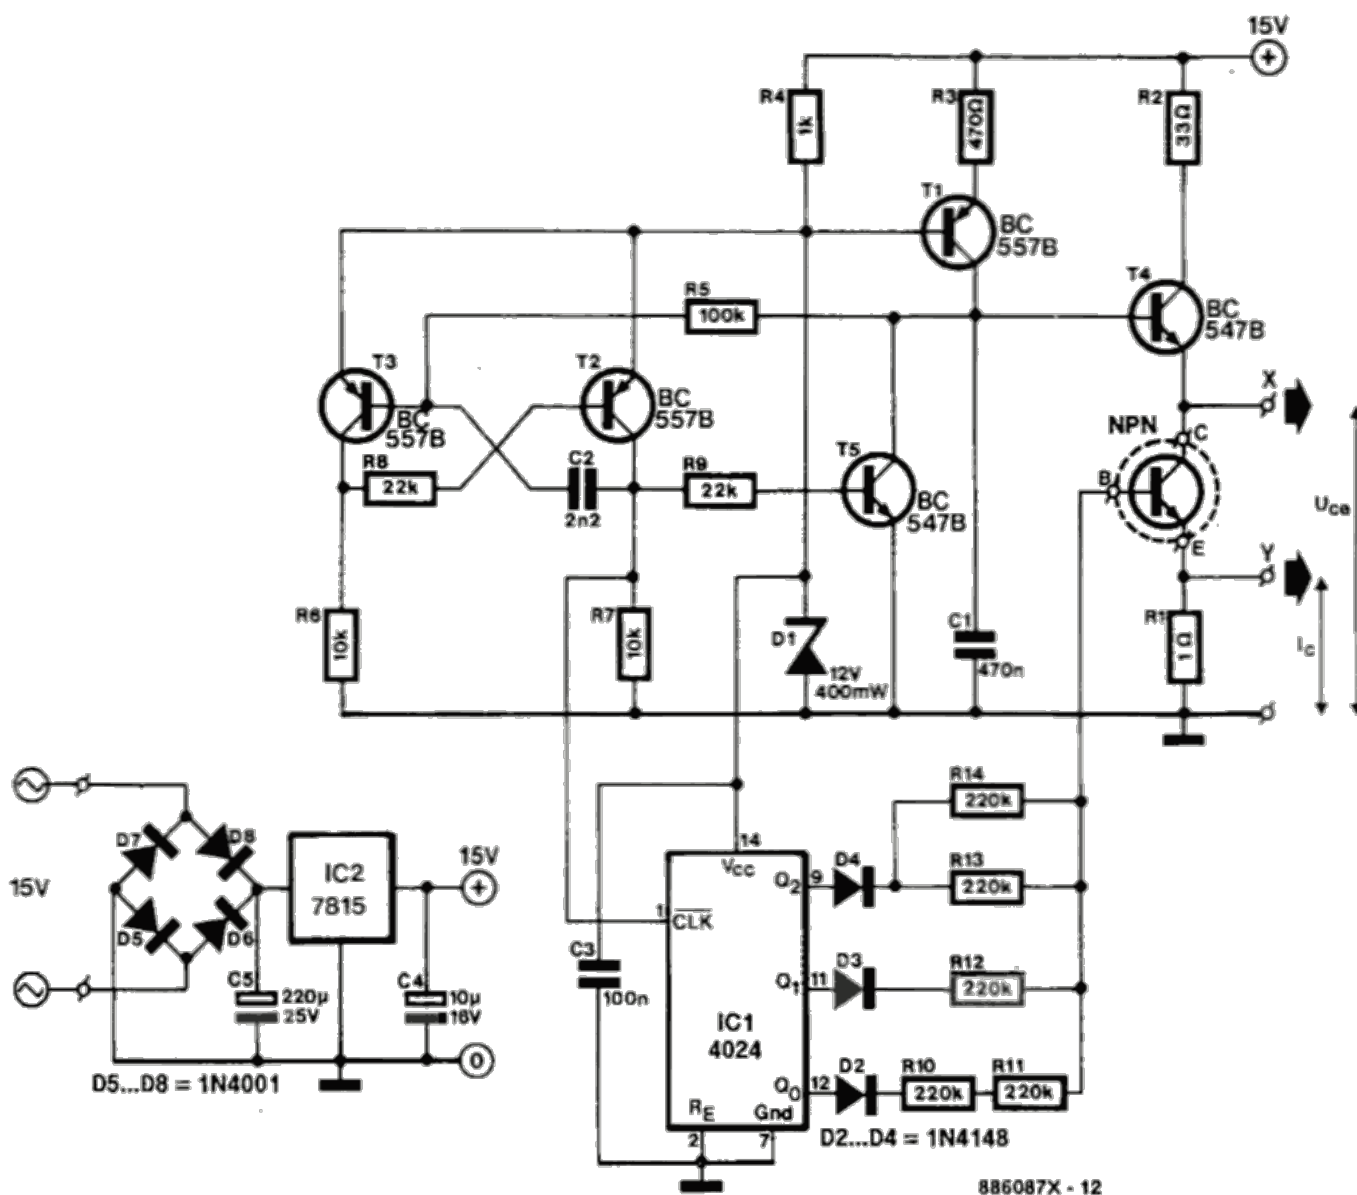 15V
+
R4
1k
R3
470Ω
R2
33Ω
T1
BC
557B
T4
BC
547B
R5
100k
T3
BC
557B
T2
BC
557B
X
NPN
C
B
E
R8
22k
C2
2n2
R9
22k
T5
BC
547B
Uce
Y
R6
10k
R7
10k
D1
12V
400mW
C1
470n
R1
1Ω
IC
D7
D8
D5
D6
15V
IC2
7815
15V
+
C5
220µ
25V
C4
10µ
16V
0
D5...D8 = 1N4001
14
VCC
1
CLK
C3
100n
IC1
4024
Q2
9
D4
R14
220k
R13
220k
Q1
11
D3
R12
220k
Q0
12
D2
R10
220k
R11
220k
RE
2
Gnd
7
D2...D4 = 1N4148
886087X - 12